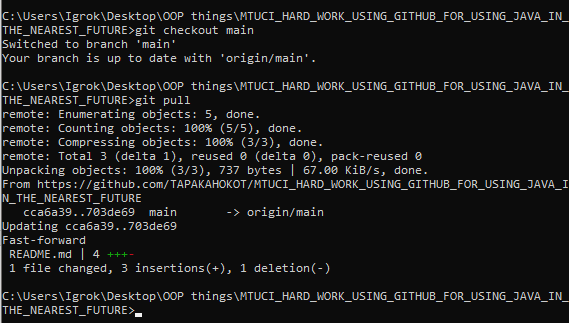 C:\Users\Igrok\Desktop\OOP things\MTUCI_HARD_WORK_USING_GITHUB_FOR_USING_JAVA_IN_
THE_NEAREST_FUTURE>git checkout main
Switched to branch 'main'
Your branch is up to date with 'origin/main'.
C:\Users\Igrok\Desktop\OOP things\MTUCI_HARD_WORK_USING_GITHUB_FOR_USING_JAVA_IN_
THE_NEAREST_FUTURE>git pull
remote: Enumerating objects: 5, done.
remote: Counting objects: 100% (5/5), done.
remote: Compressing objects: 100% (3/3), done.
remote: Total 3 (delta 1), reused 0 (delta 0), pack-reused 0
Unpacking objects: 100% (3/3), 737 bytes | 67.00 KiB/s, done.
From https://github.com/TAPAKAHOKOT/MTUCI_HARD_WORK_USING_GITHUB_FOR_USING_JAVA_I
N_THE_NEAREST_FUTURE
   cca6a39..703de69  main       -> origin/main
Updating cca6a39..703de69
Fast-forward
 README.md | 4 +++-
 1 file changed, 3 insertions(+), 1 deletion(-)
C:\Users\Igrok\Desktop\OOP things\MTUCI_HARD_WORK_USING_GITHUB_FOR_USING_JAVA_IN_
THE_NEAREST_FUTURE>